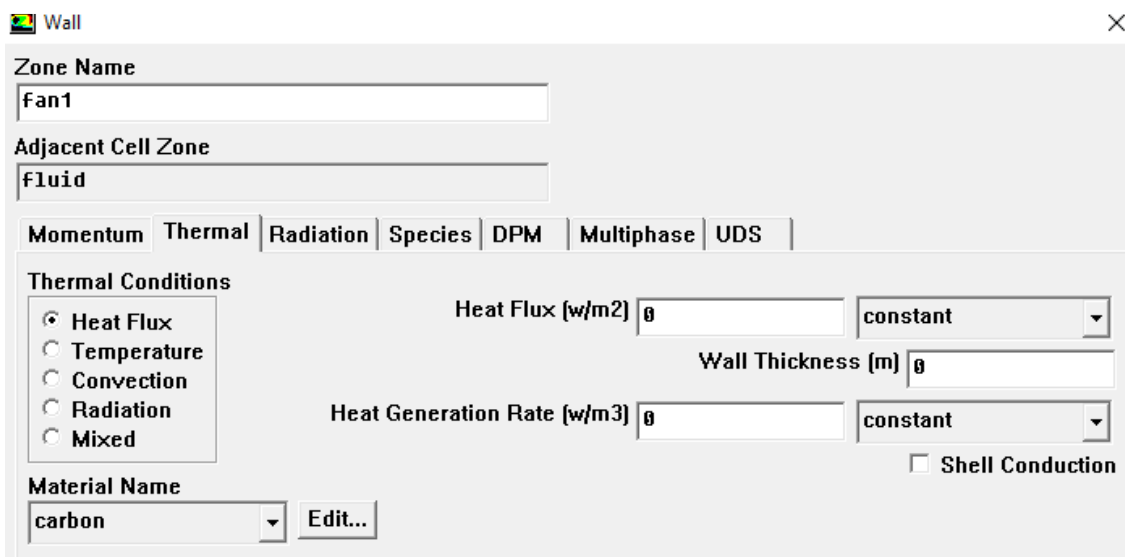 Wall
Zone Name
fan1
Adjacent Cell Zone
fluid
Momentum Thermal Radiation Species DPM Multiphase UDS
Thermal Conditions
Heat Flux
Temperature
Convection
Radiation
Mixed
Heat Flux (w/m2) 0 constant
Wall Thickness (m) 0
Heat Generation Rate (w/m3) 0 constant
Shell Conduction
Material Name
carbon Edit...